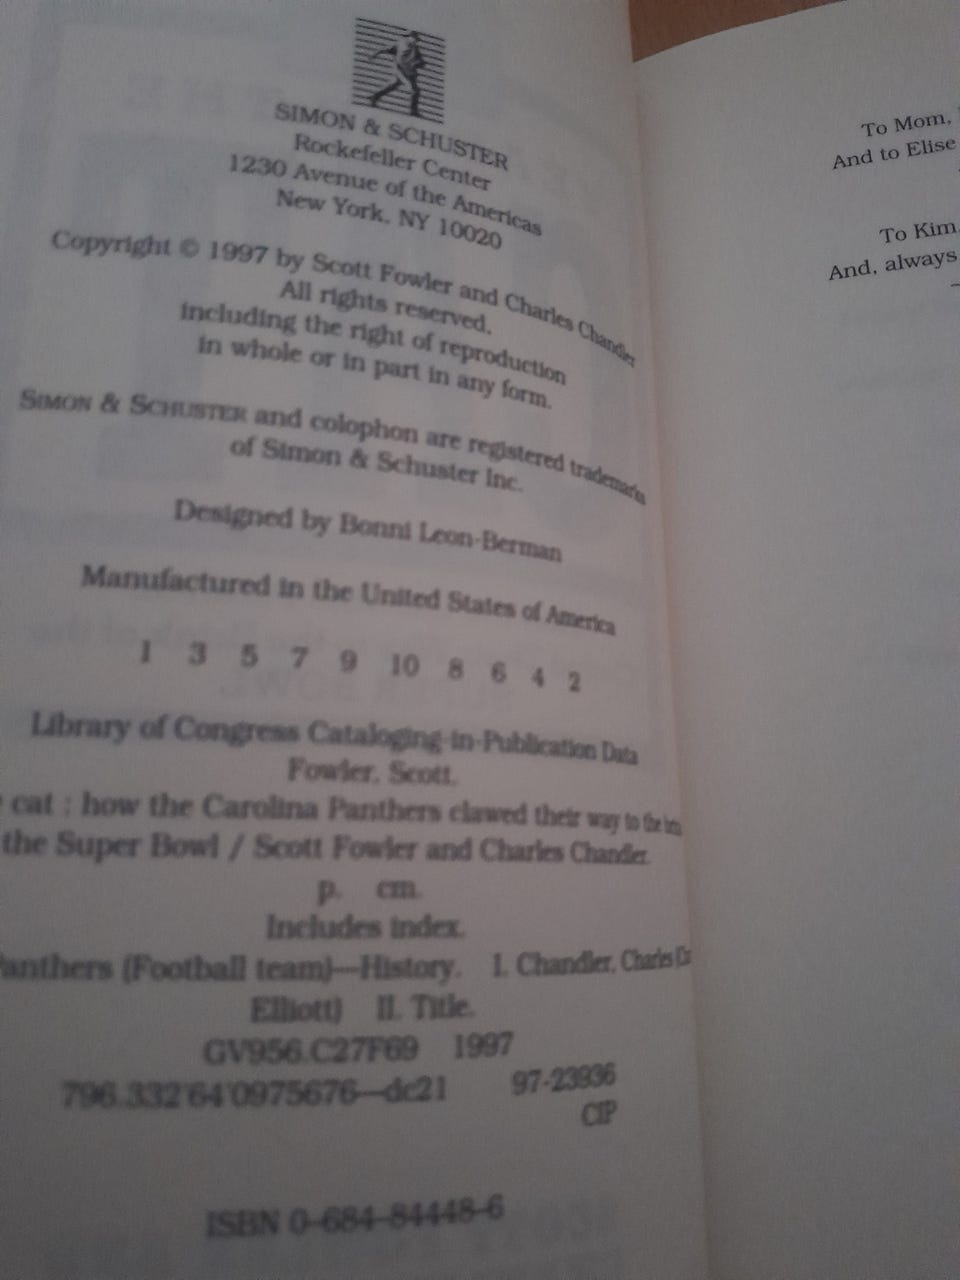 SIMON & SCHUSTER
Rockefeller Center
1230 Avenue of the Americas
New York, NY 10020
Copyright © 1997 by Scott Fowler and Charles Chandler
All rights reserved,
including the right of reproduction
in whole or in part in any form.
SIMON & SCHUSTER and colophon are registered trademarks
of Simon & Schuster Inc.
Designed by Bonni Leon-Berman
Manufactured in the United States of America
1 3 5 7 9 10 8 6 4 2
Library of Congress Cataloging-in-Publication Data
Fowler, Scott.
cat : how the Carolina Panthers clawed their way to the
the Super Bowl / Scott Fowler and Charles Chandler.
p. cm.
Includes index.
Panthers (Football team)—History. I. Chandler, Charles
Elliott) II. Title.
GV956.C27F69 1997
796.332'64'0975676—dc21 97-23936
CIP
ISBN 0-684-84448-6
To Mom,
And to Elise
To Kim,
And, always